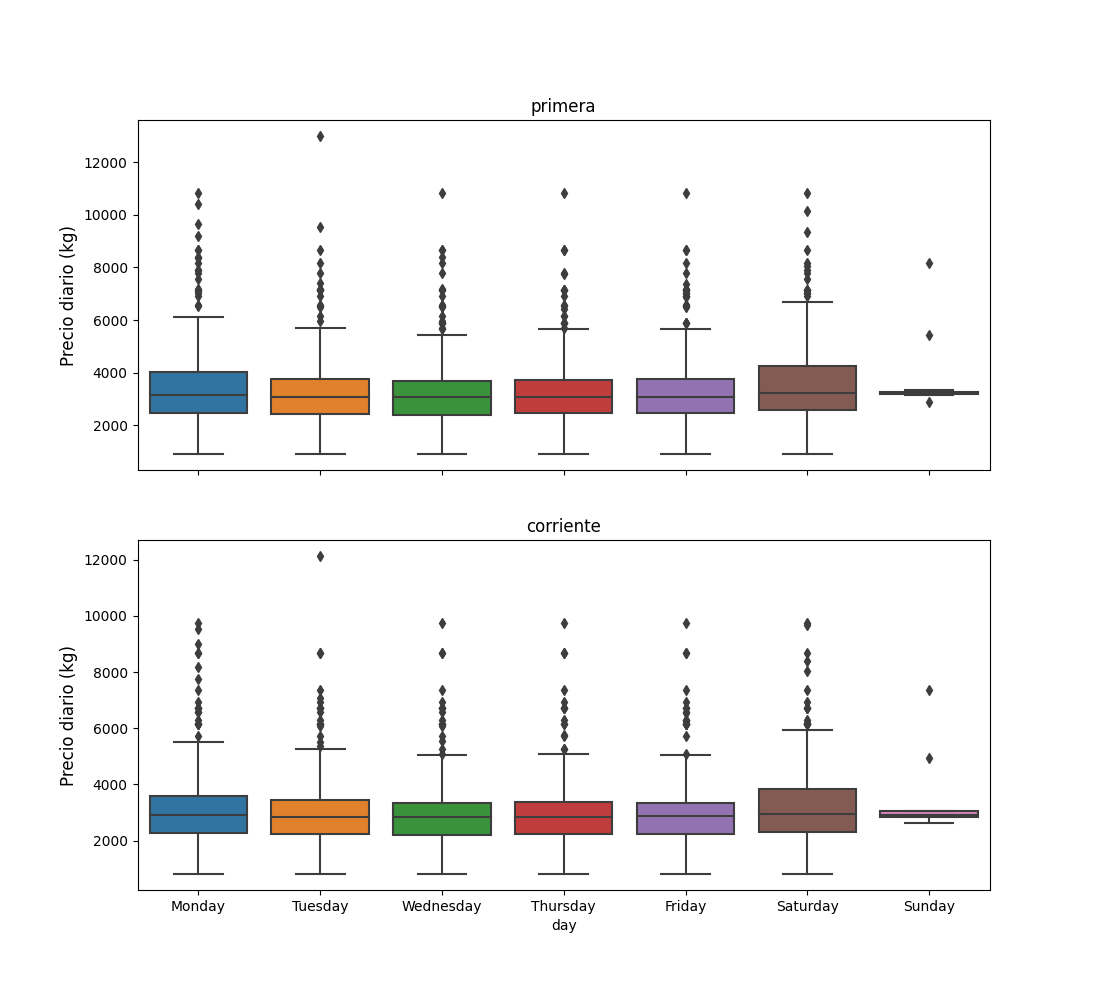 primera
Precio diario (kg)
12000
10000
8000
6000
4000
2000
corriente
Precio diario (kg)
12000
10000
8000
6000
4000
2000
Monday Tuesday Wednesday Thursday Friday Saturday Sunday
day